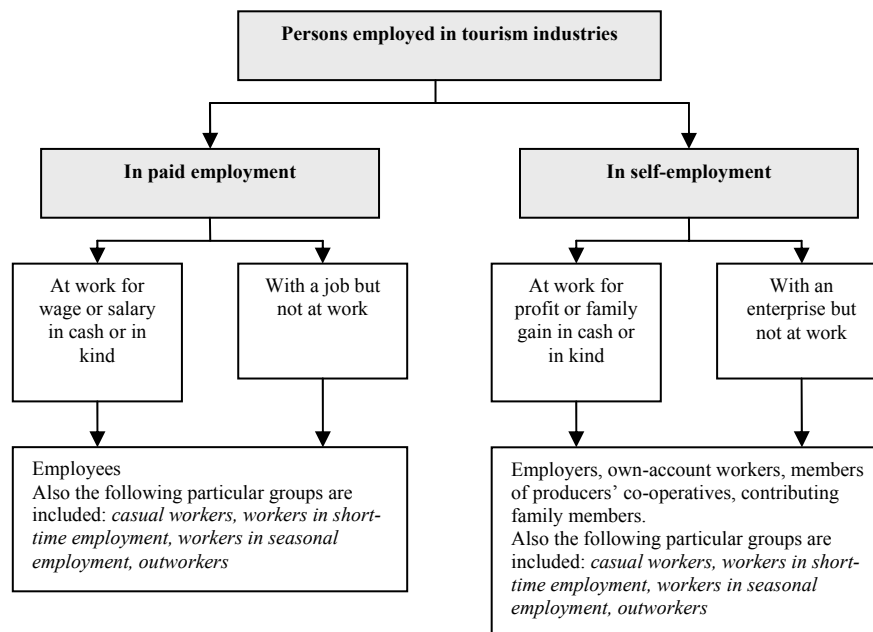 Persons employed in tourism industries
In paid employment
In self-employment
At work for
wage or salary
in cash or in
kind
With a job but
not at work
At work for
profit or family
gain in cash or
in kind
With an
enterprise but
not at work
Employees
Also the following particular groups are
included: casual workers, workers in short-
time employment, workers in seasonal
employment, outworkers
Employers, own-account workers, members
of producers’ co-operatives, contributing
family members.
Also the following particular groups are
included: casual workers, workers in short-
time employment, workers in seasonal
employment, outworkers